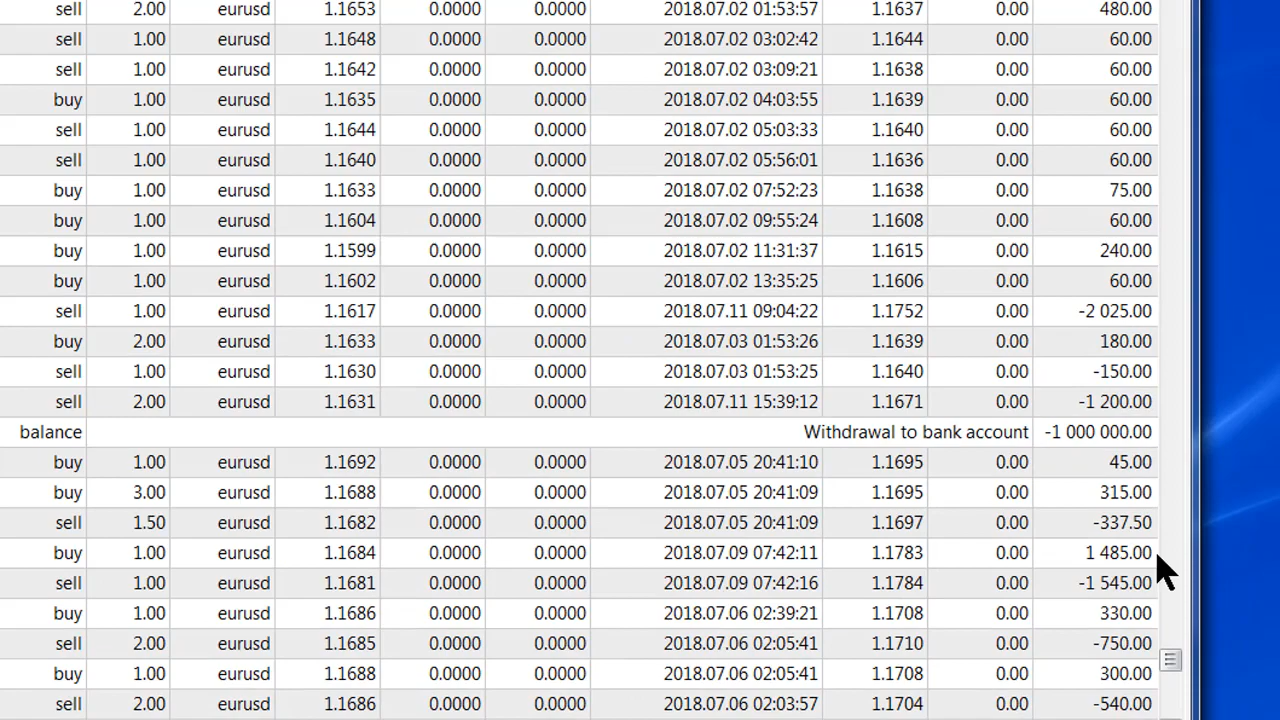 sell 2.00 eurusd 1.1653 0.0000 0.0000 2018.07.02 01:53:57 1.1637 0.00 480.00
sell 1.00 eurusd 1.1648 0.0000 0.0000 2018.07.02 03:02:42 1.1644 0.00 60.00
sell 1.00 eurusd 1.1642 0.0000 0.0000 2018.07.02 03:09:21 1.1638 0.00 60.00
buy 1.00 eurusd 1.1635 0.0000 0.0000 2018.07.02 04:03:55 1.1639 0.00 60.00
sell 1.00 eurusd 1.1644 0.0000 0.0000 2018.07.02 05:03:33 1.1640 0.00 60.00
sell 1.00 eurusd 1.1640 0.0000 0.0000 2018.07.02 05:56:01 1.1636 0.00 60.00
buy 1.00 eurusd 1.1633 0.0000 0.0000 2018.07.02 07:52:23 1.1638 0.00 75.00
buy 1.00 eurusd 1.1604 0.0000 0.0000 2018.07.02 09:55:24 1.1608 0.00 60.00
buy 1.00 eurusd 1.1599 0.0000 0.0000 2018.07.02 11:31:37 1.1615 0.00 240.00
buy 1.00 eurusd 1.1602 0.0000 0.0000 2018.07.02 13:35:25 1.1606 0.00 60.00
sell 1.00 eurusd 1.1617 0.0000 0.0000 2018.07.11 09:04:22 1.1752 0.00 -2 025.00
buy 2.00 eurusd 1.1633 0.0000 0.0000 2018.07.03 01:53:26 1.1639 0.00 180.00
sell 1.00 eurusd 1.1630 0.0000 0.0000 2018.07.03 01:53:25 1.1640 0.00 -150.00
sell 2.00 eurusd 1.1631 0.0000 0.0000 2018.07.11 15:39:12 1.1671 0.00 -1 200.00
balance Withdrawal to bank account -1 000 000.00
buy 1.00 eurusd 1.1692 0.0000 0.0000 2018.07.05 20:41:10 1.1695 0.00 45.00
buy 3.00 eurusd 1.1688 0.0000 0.0000 2018.07.05 20:41:09 1.1695 0.00 315.00
sell 1.50 eurusd 1.1682 0.0000 0.0000 2018.07.05 20:41:09 1.1697 0.00 -337.50
buy 1.00 eurusd 1.1684 0.0000 0.0000 2018.07.09 07:42:11 1.1783 0.00 1 485.00
sell 1.00 eurusd 1.1681 0.0000 0.0000 2018.07.09 07:42:16 1.1784 0.00 -1 545.00
buy 1.00 eurusd 1.1686 0.0000 0.0000 2018.07.06 02:39:21 1.1708 0.00 330.00
sell 2.00 eurusd 1.1685 0.0000 0.0000 2018.07.06 02:05:41 1.1710 0.00 -750.00
buy 1.00 eurusd 1.1688 0.0000 0.0000 2018.07.06 02:05:41 1.1708 0.00 300.00
sell 2.00 eurusd 1.1686 0.0000 0.0000 2018.07.06 02:03:57 1.1704 0.00 -540.00